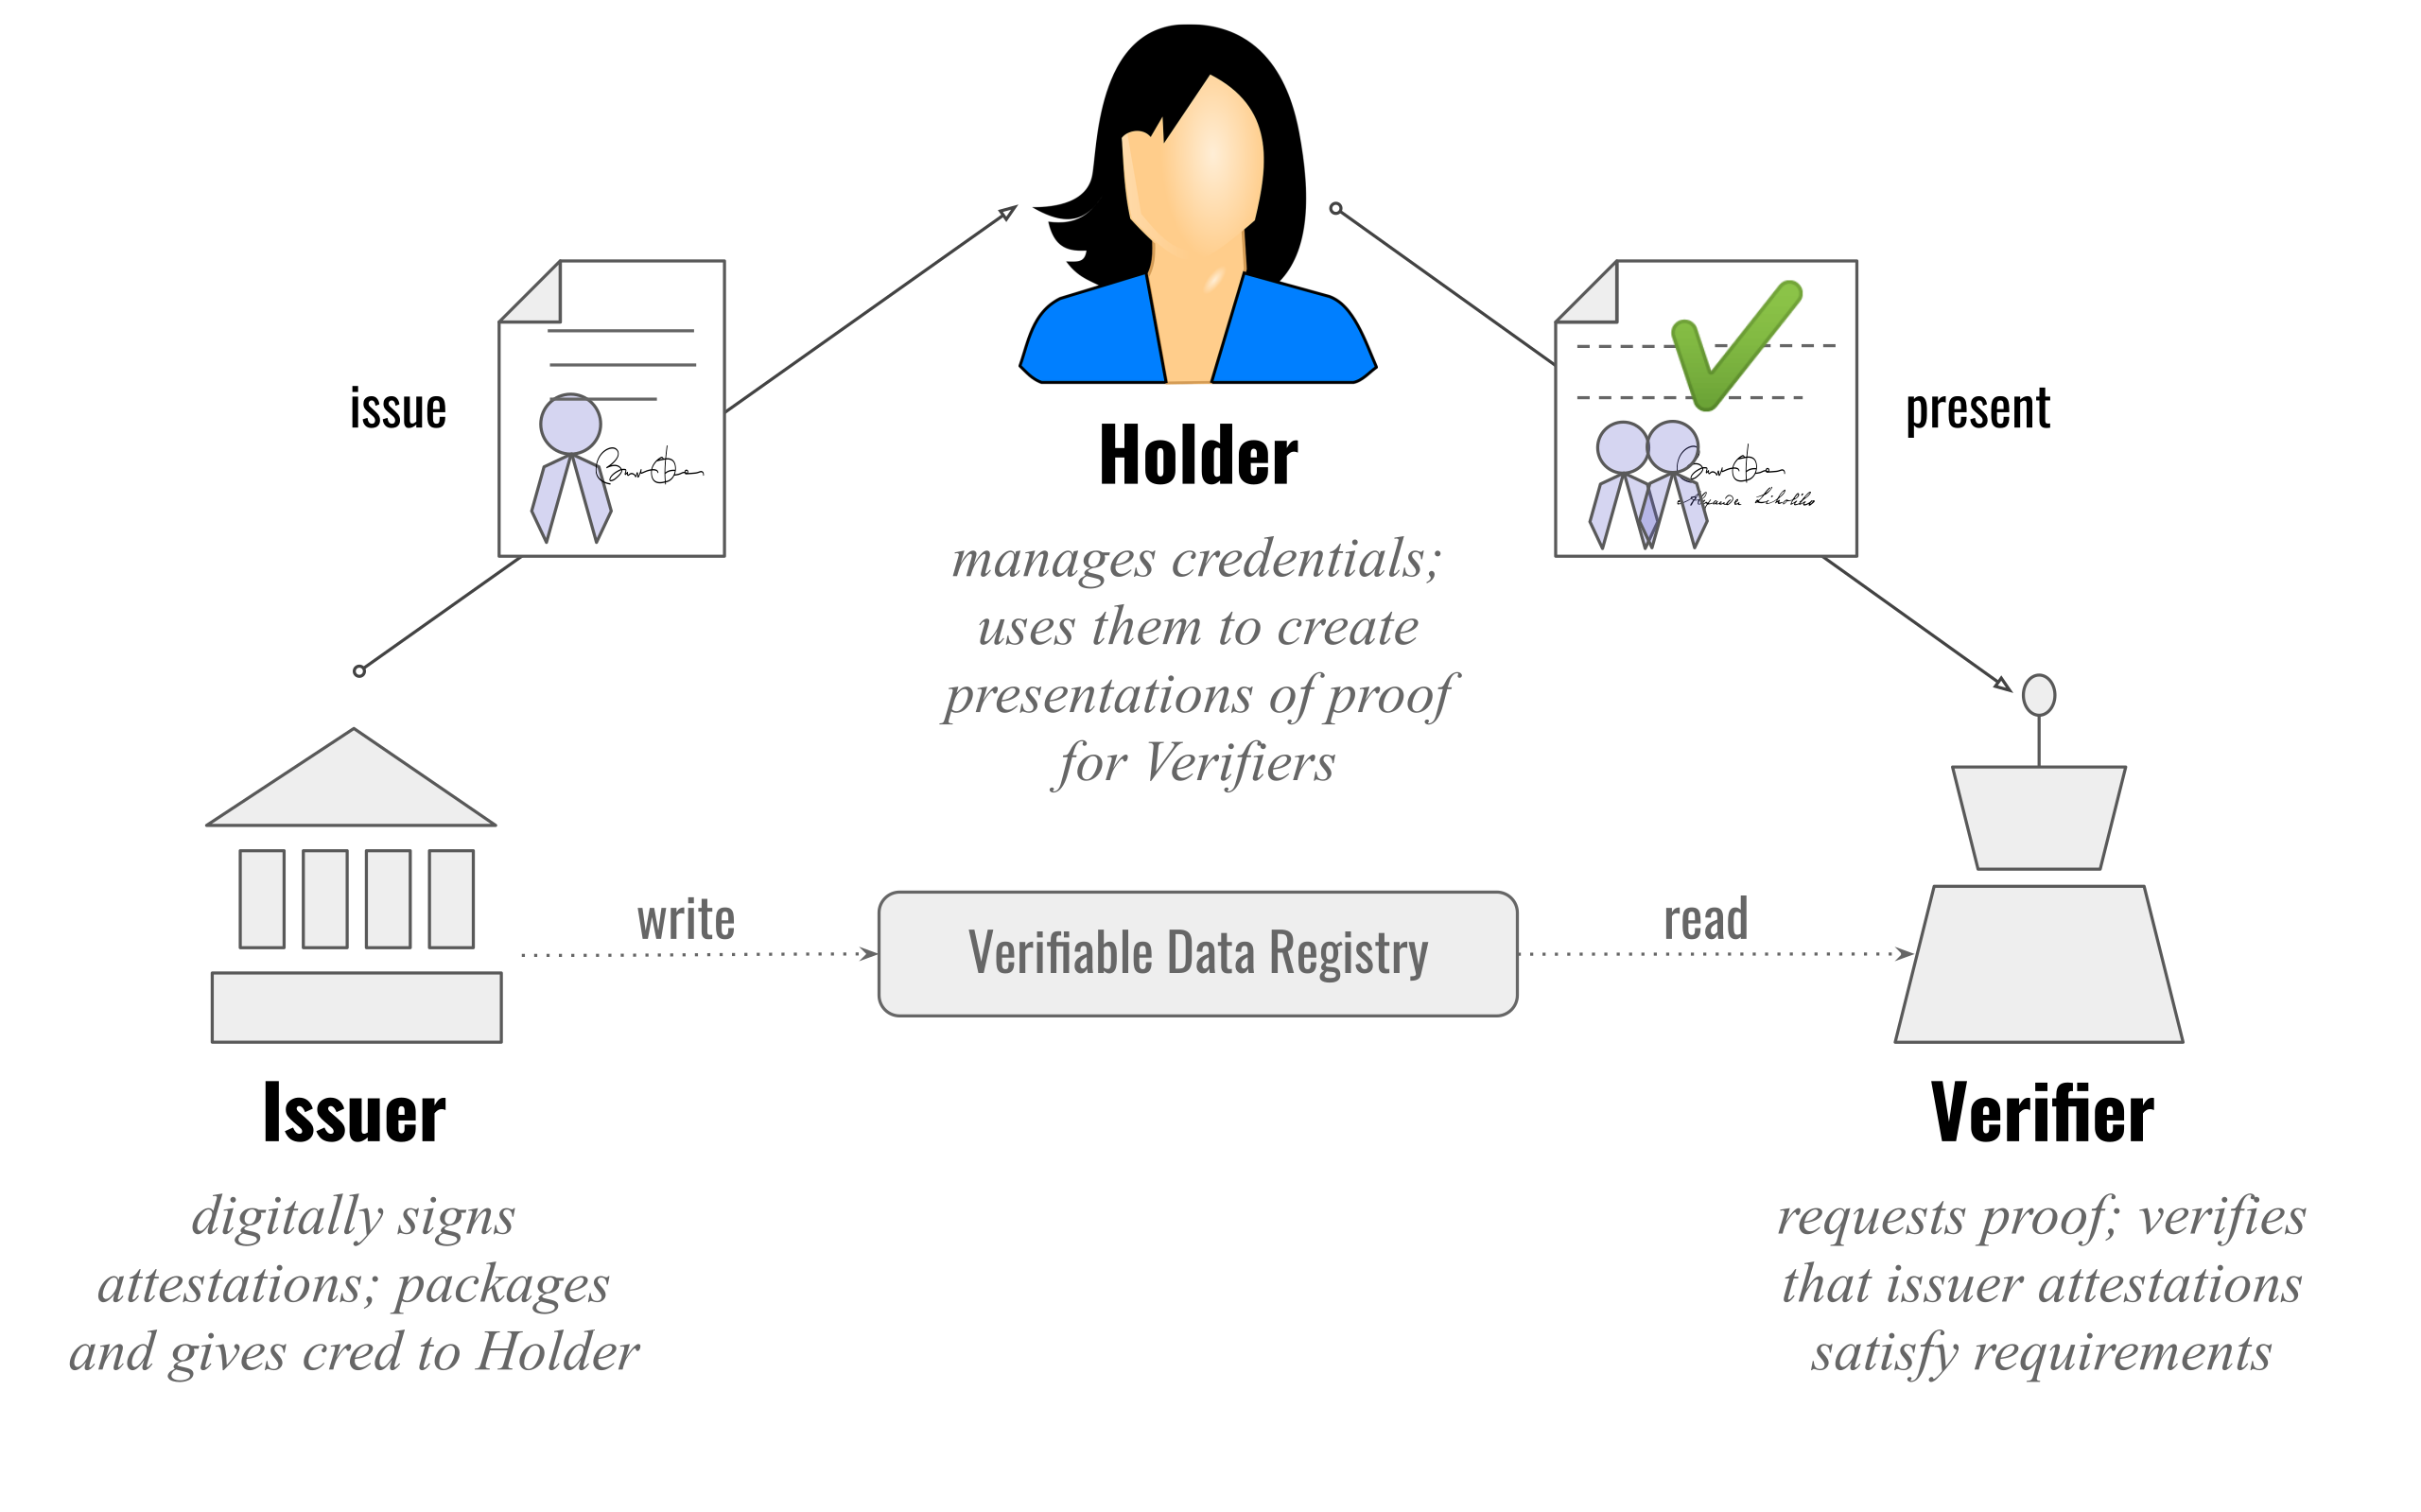 issue
present
Holder
manages credentials;
uses them to create
presentations of proof
for Verifiers
write
Verifiable Data Registry
read
Issuer
digitally signs
attestations; packages
and gives cred to Holder
Verifier
requests proof; verifies
that issuer attestations
satisfy requirements